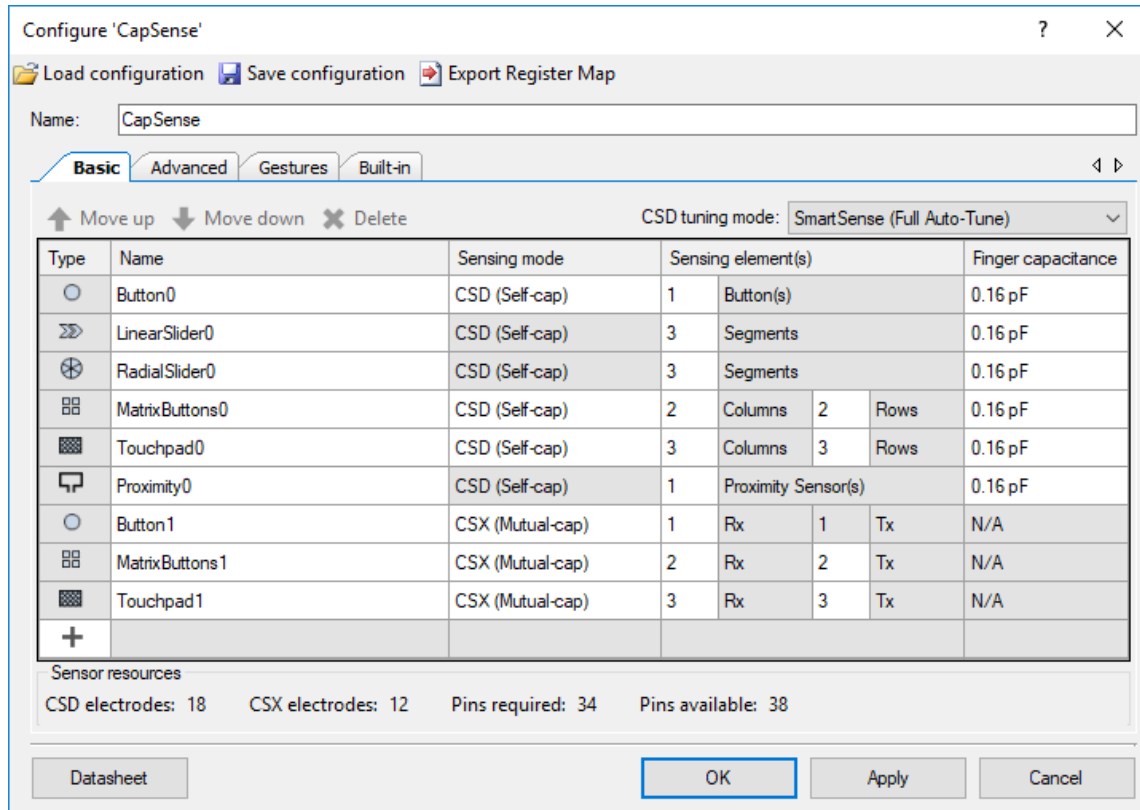 Configure 'CapSense' ?
Load configuration Save configuration Export Register Map
Name: CapSense
Basic Advanced Gestures Built-in
Move up Move down Delete CSD tuning mode: SmartSense (Full Auto-Tune)
Type Name Sensing mode Sensing element(s) Finger capacitance
Button0 CSD (Self-cap) 1 Button(s) 0.16 pF
LinearSlider0 CSD (Self-cap) 3 Segments 0.16 pF
RadialSlider0 CSD (Self-cap) 3 Segments 0.16 pF
MatrixButtons0 CSD (Self-cap) 2 Columns 2 Rows 0.16 pF
Touchpad0 CSD (Self-cap) 3 Columns 3 Rows 0.16 pF
Proximity0 CSD (Self-cap) 1 Proximity Sensor(s) 0.16 pF
Button1 CSX (Mutual-cap) 1 Rx 1 Tx N/A
MatrixButtons1 CSX (Mutual-cap) 2 Rx 2 Tx N/A
Touchpad1 CSX (Mutual-cap) 3 Rx 3 Tx N/A
Sensor resources
CSD electrodes: 18 CSX electrodes: 12 Pins required: 34 Pins available: 38
Datasheet OK Apply Cancel